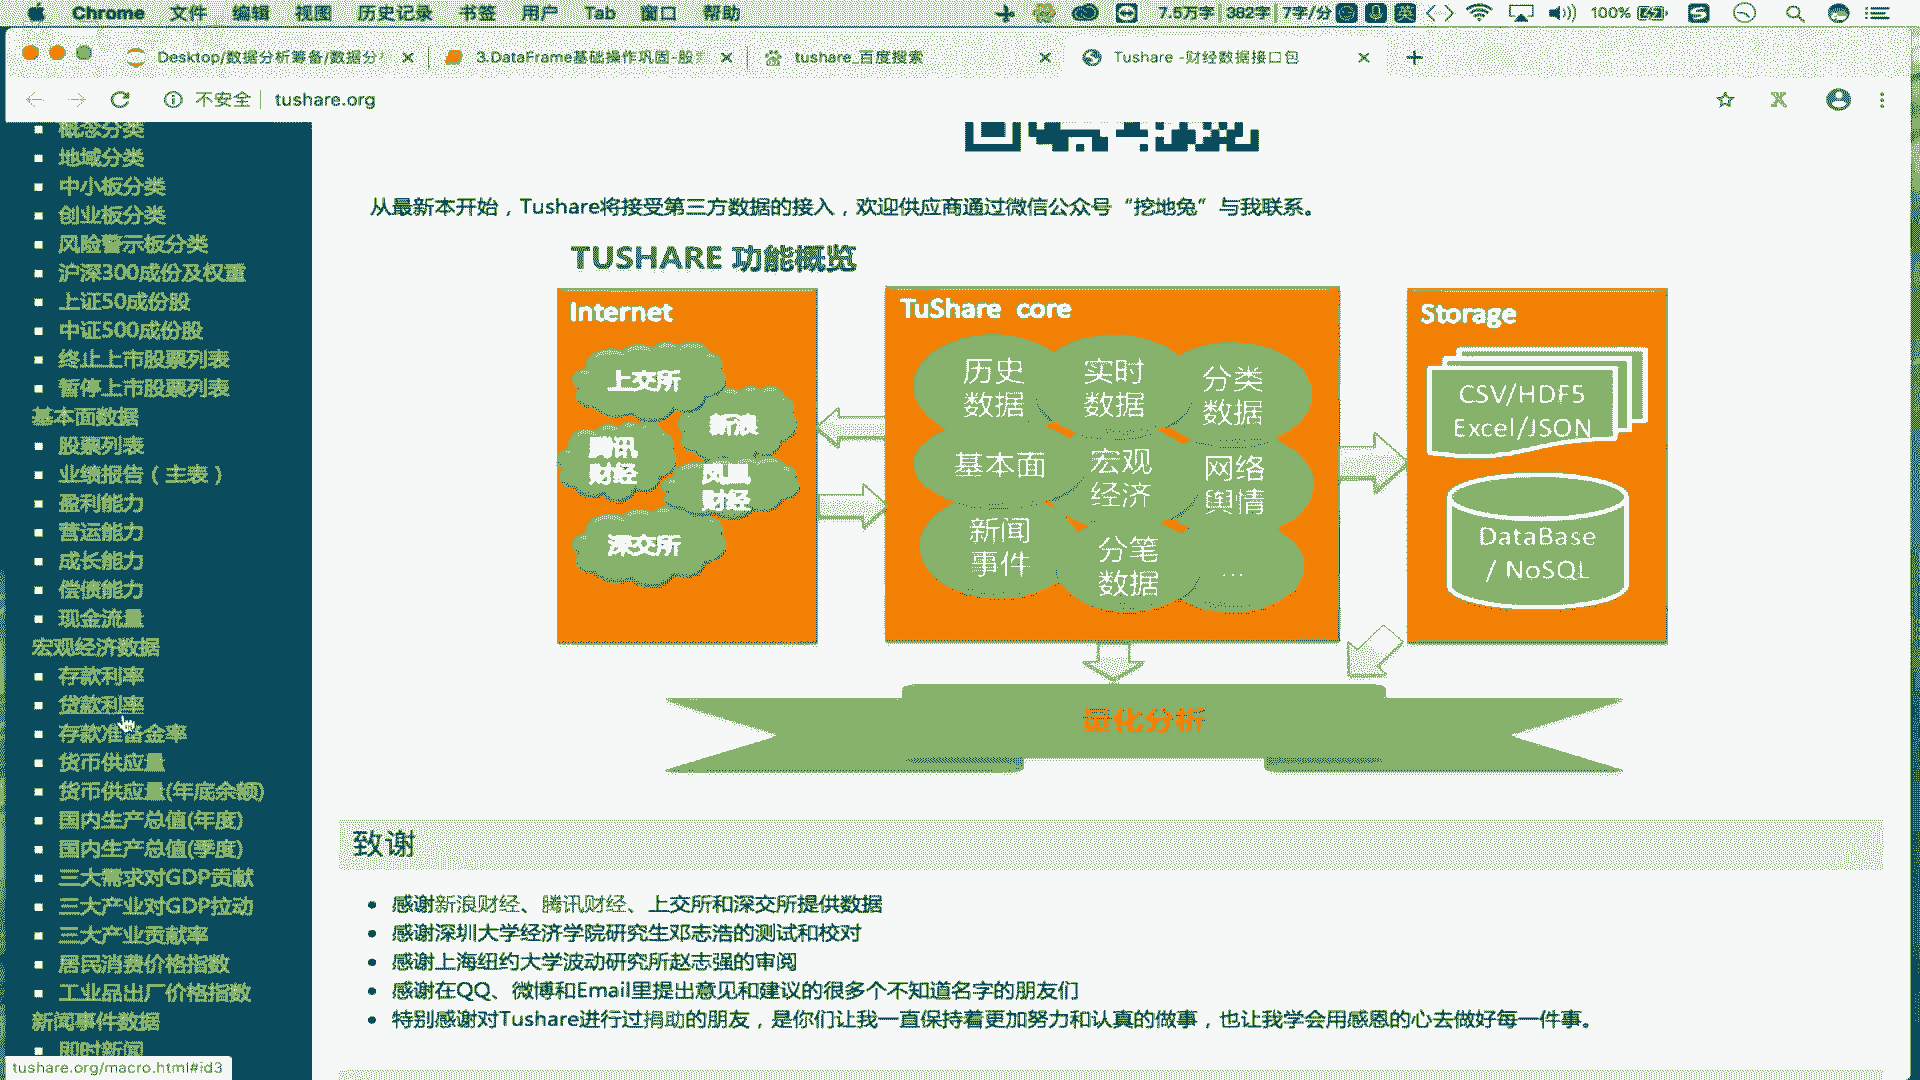 Chrome 文件 编辑 视图 历史记录 书签 用户 Tab 窗口 帮助 7.5万字 382字 7字/分 英 100%
Desktop/数据分析筹备/数据分
3.DataFrame基础操作巩固-股
tushare_百度搜索
Tushare -财经数据接口包
不安全 tushare.org
概念分类
地域分类
中小板分类
创业板分类
风险警示板分类
沪深300成份及权重
上证50成份股
中证500成份股
终止上市股票列表
暂停上市股票列表
基本面数据
股票列表
业绩报告（主表）
盈利能力
营运能力
成长能力
偿债能力
现金流量
宏观经济数据
存款利率
贷款利率
存款准备金率
货币供应量
货币供应量(年底余额)
国内生产总值(年度)
国内生产总值(季度)
三大需求对GDP贡献
三大产业对GDP拉动
三大产业贡献率
居民消费价格指数
工业品出厂价格指数
新闻事件数据
即时新闻
tushare.org/macro.html#id3
从最新本开始，Tushare将接受第三方数据的接入，欢迎供应商通过微信公众号“挖地兔”与我联系。
TUSHARE 功能概览
Internet
上交所
新浪
腾讯
财经
凤凰
财经
深交所
TuShare core
历史
数据
实时
数据
分类
数据
基本面
宏观
经济
网络
舆情
新闻
事件
分笔
数据
...
Storage
CSV/HDF5
Excel/JSON
DataBase
/ NoSQL
量化分析
致谢
感谢新浪财经、腾讯财经、上交所和深交所提供数据
感谢深圳大学经济学院研究生邓志浩的测试和校对
感谢上海纽约大学波动研究所赵志强的审阅
感谢在QQ、微博和Email里提出意见和建议的很多个不知道名字的朋友们
特别感谢对Tushare进行过捐助的朋友，是你们让我一直保持着更加努力和认真的做事，也让我学会用感恩的心去做好每一件事。